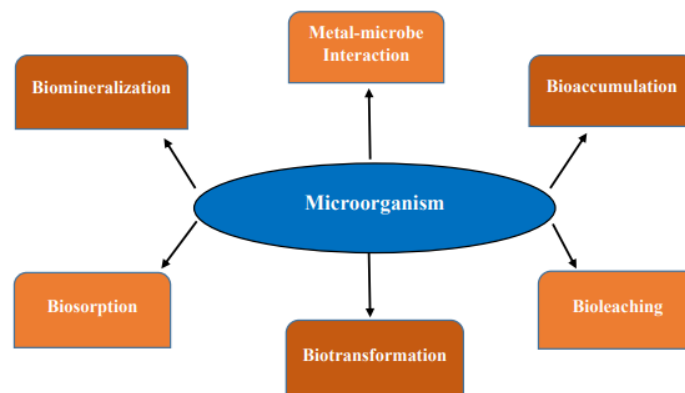 Metal-microbe
Interaction
Biomineralization
Bioaccumulation
Microorganism
Biosorption
Bioleaching
Biotransformation